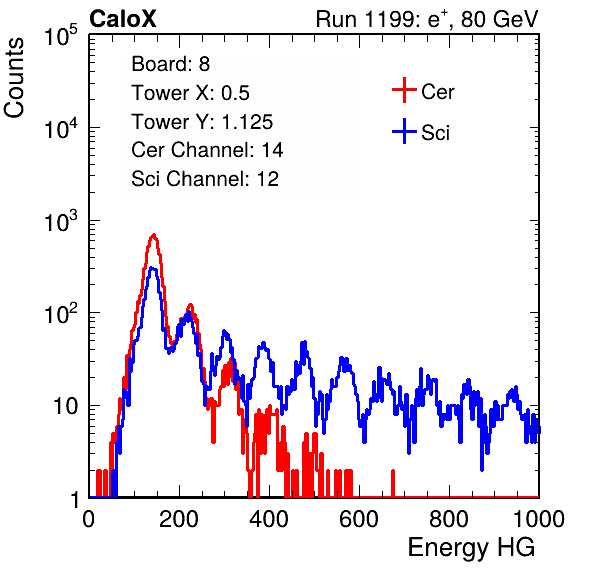 CaloX Run 1199: e⁺, 80 GeV
Counts
Board: 8
Tower X: 0.5
Tower Y: 1.125
Cer Channel: 14
Sci Channel: 12
Cer
Sci
10⁵
10⁴
10³
10²
10
1
0 200 400 600 800 1000
Energy HG